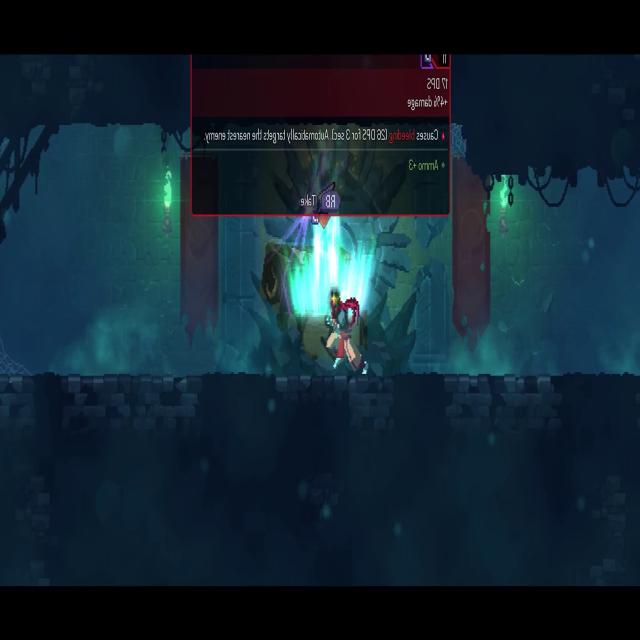 17 DPS
+4% damage
Causes bleeding (26 DPS for 3 sec). Automatically targets the nearest enemy.
+ Ammo +3
RB Take